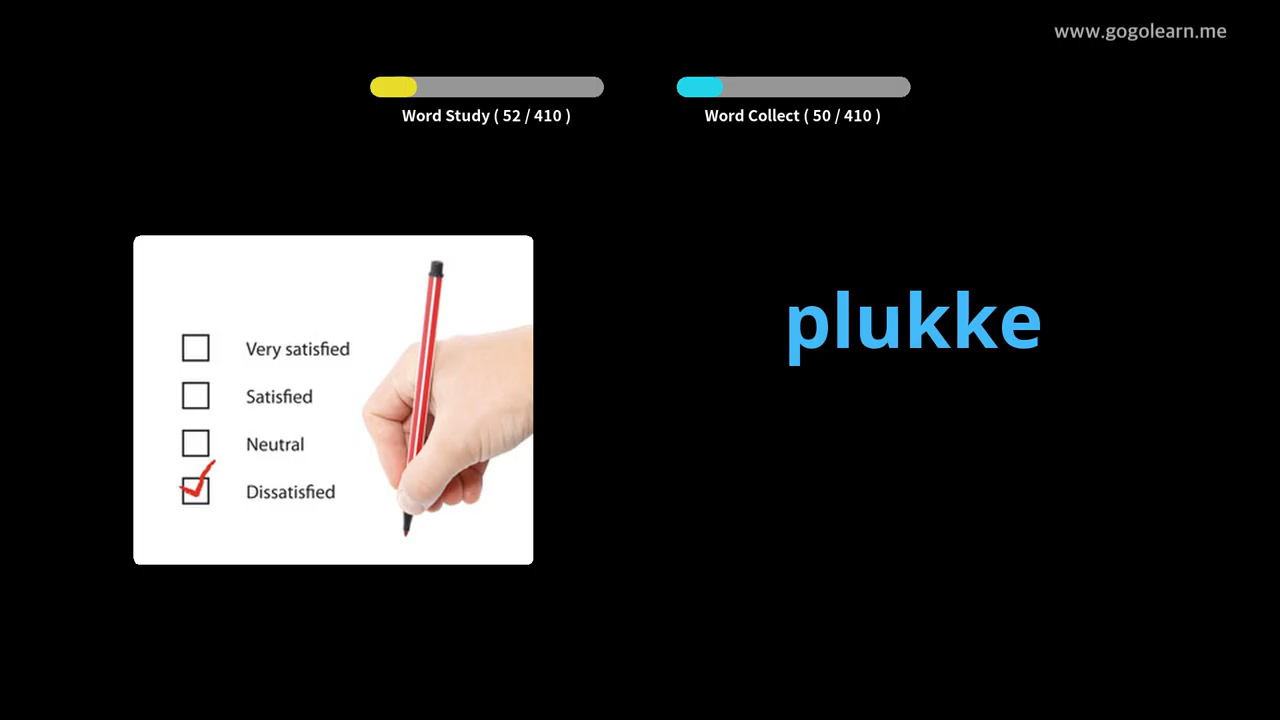 www.gogolearn.me
Word Study ( 52 / 410 )
Word Collect ( 50 / 410 )
Very satisfied
Satisfied
Neutral
Dissatisfied
plukke